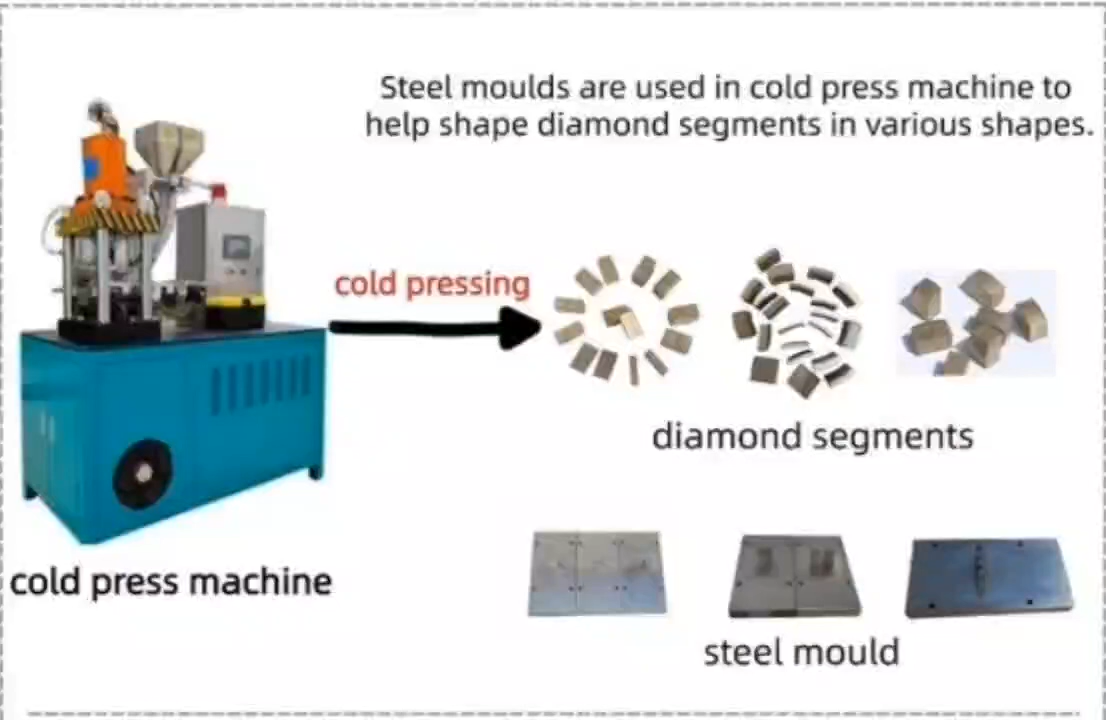 Steel moulds are used in cold press machine to
help shape diamond segments in various shapes.
cold pressing
diamond segments
cold press machine
steel mould